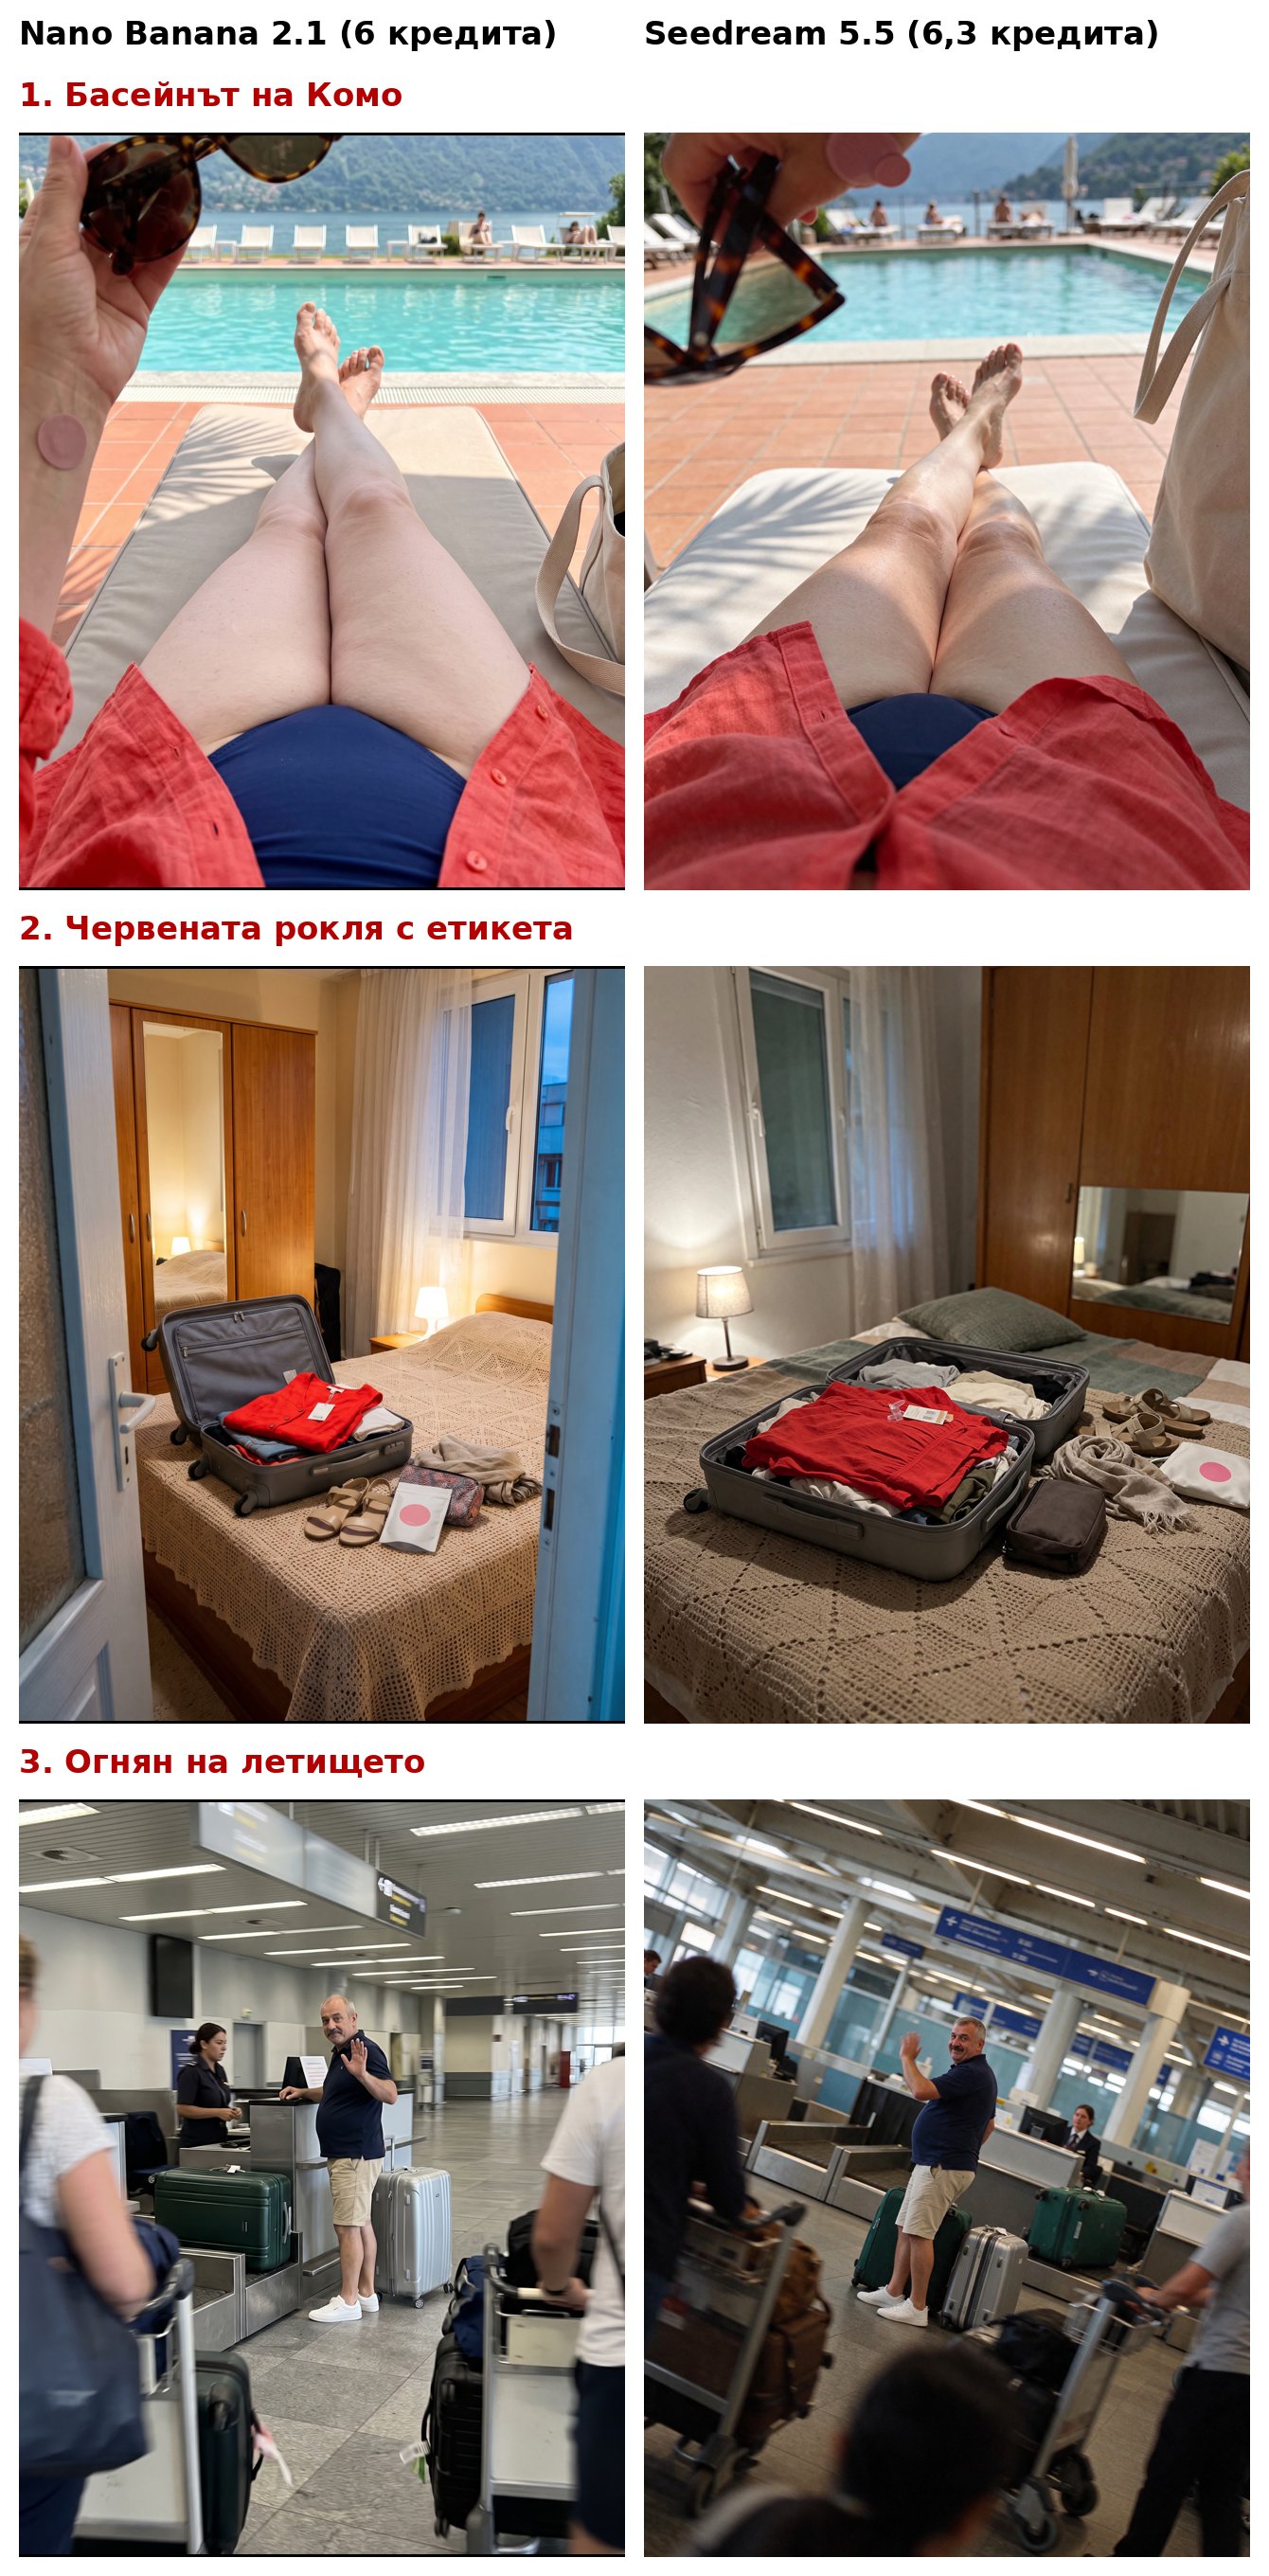 Nano Banana 2.1 (6 кредита)
Seedream 5.5 (6,3 кредита)
1. Басейнът на Комо
2. Червената рокля с етикета
3. Огнян на летището